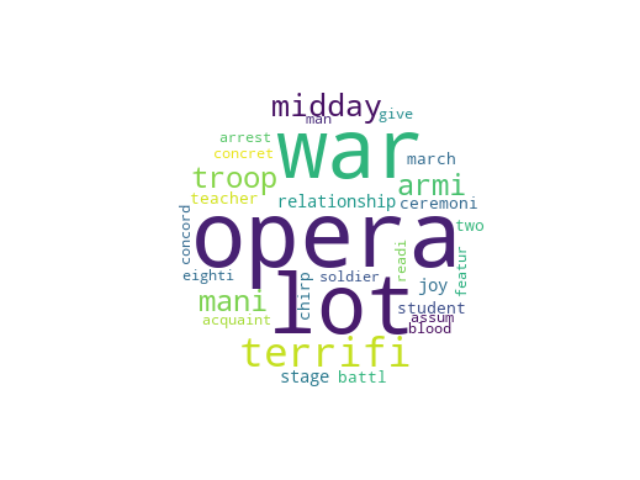 midday
man
give
war
arrest
concret
march
troop
armi
teacher
relationship
ceremoni
concord
opera
two
readi
featur
eighti
chirp
soldier
joy
lot
mani
student
acquaint
assum
blood
terrifi
stage
battl